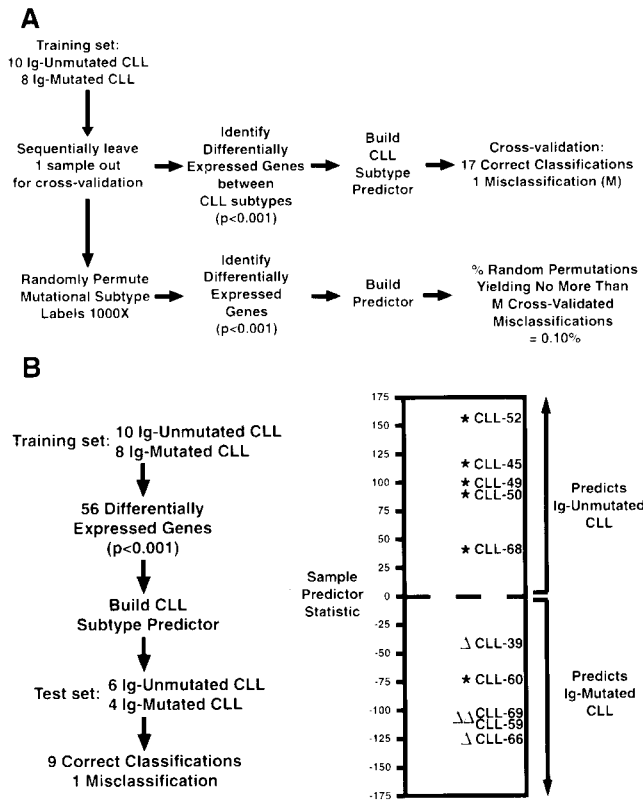 A
Training set:
10 Ig-Unmutated CLL
8 Ig-Mutated CLL
Sequentially leave
1 sample out
for cross-validation
Identify
Differentially
Expressed Genes
between
CLL subtypes
(p<0.001)
Build
CLL
Subtype
Predictor
Cross-validation:
17 Correct Classifications
1 Misclassification (M)
Randomly Permute
Mutational Subtype
Labels 1000X
Identify
Differentially
Expressed
Genes
(p<0.001)
Build
Predictor
% Random Permutations
Yielding No More Than
M Cross-Validated
Misclassifications
= 0.10%
B
Training set:
10 Ig-Unmutated CLL
8 Ig-Mutated CLL
56 Differentially
Expressed Genes
(p<0.001)
Build CLL
Subtype Predictor
Test set:
6 Ig-Unmutated CLL
4 Ig-Mutated CLL
9 Correct Classifications
1 Misclassification
Sample
Predictor
Statistic
175
150
125
100
75
50
25
0
-25
-50
-75
-100
-125
-150
-175
* CLL-52
* CLL-45
* CLL-49
* CLL-50
* CLL-68
CLL-39
* CLL-60
CLL-69
CLL-59
CLL-66
Predicts
Ig-Unmutated
CLL
Predicts
Ig-Mutated
CLL